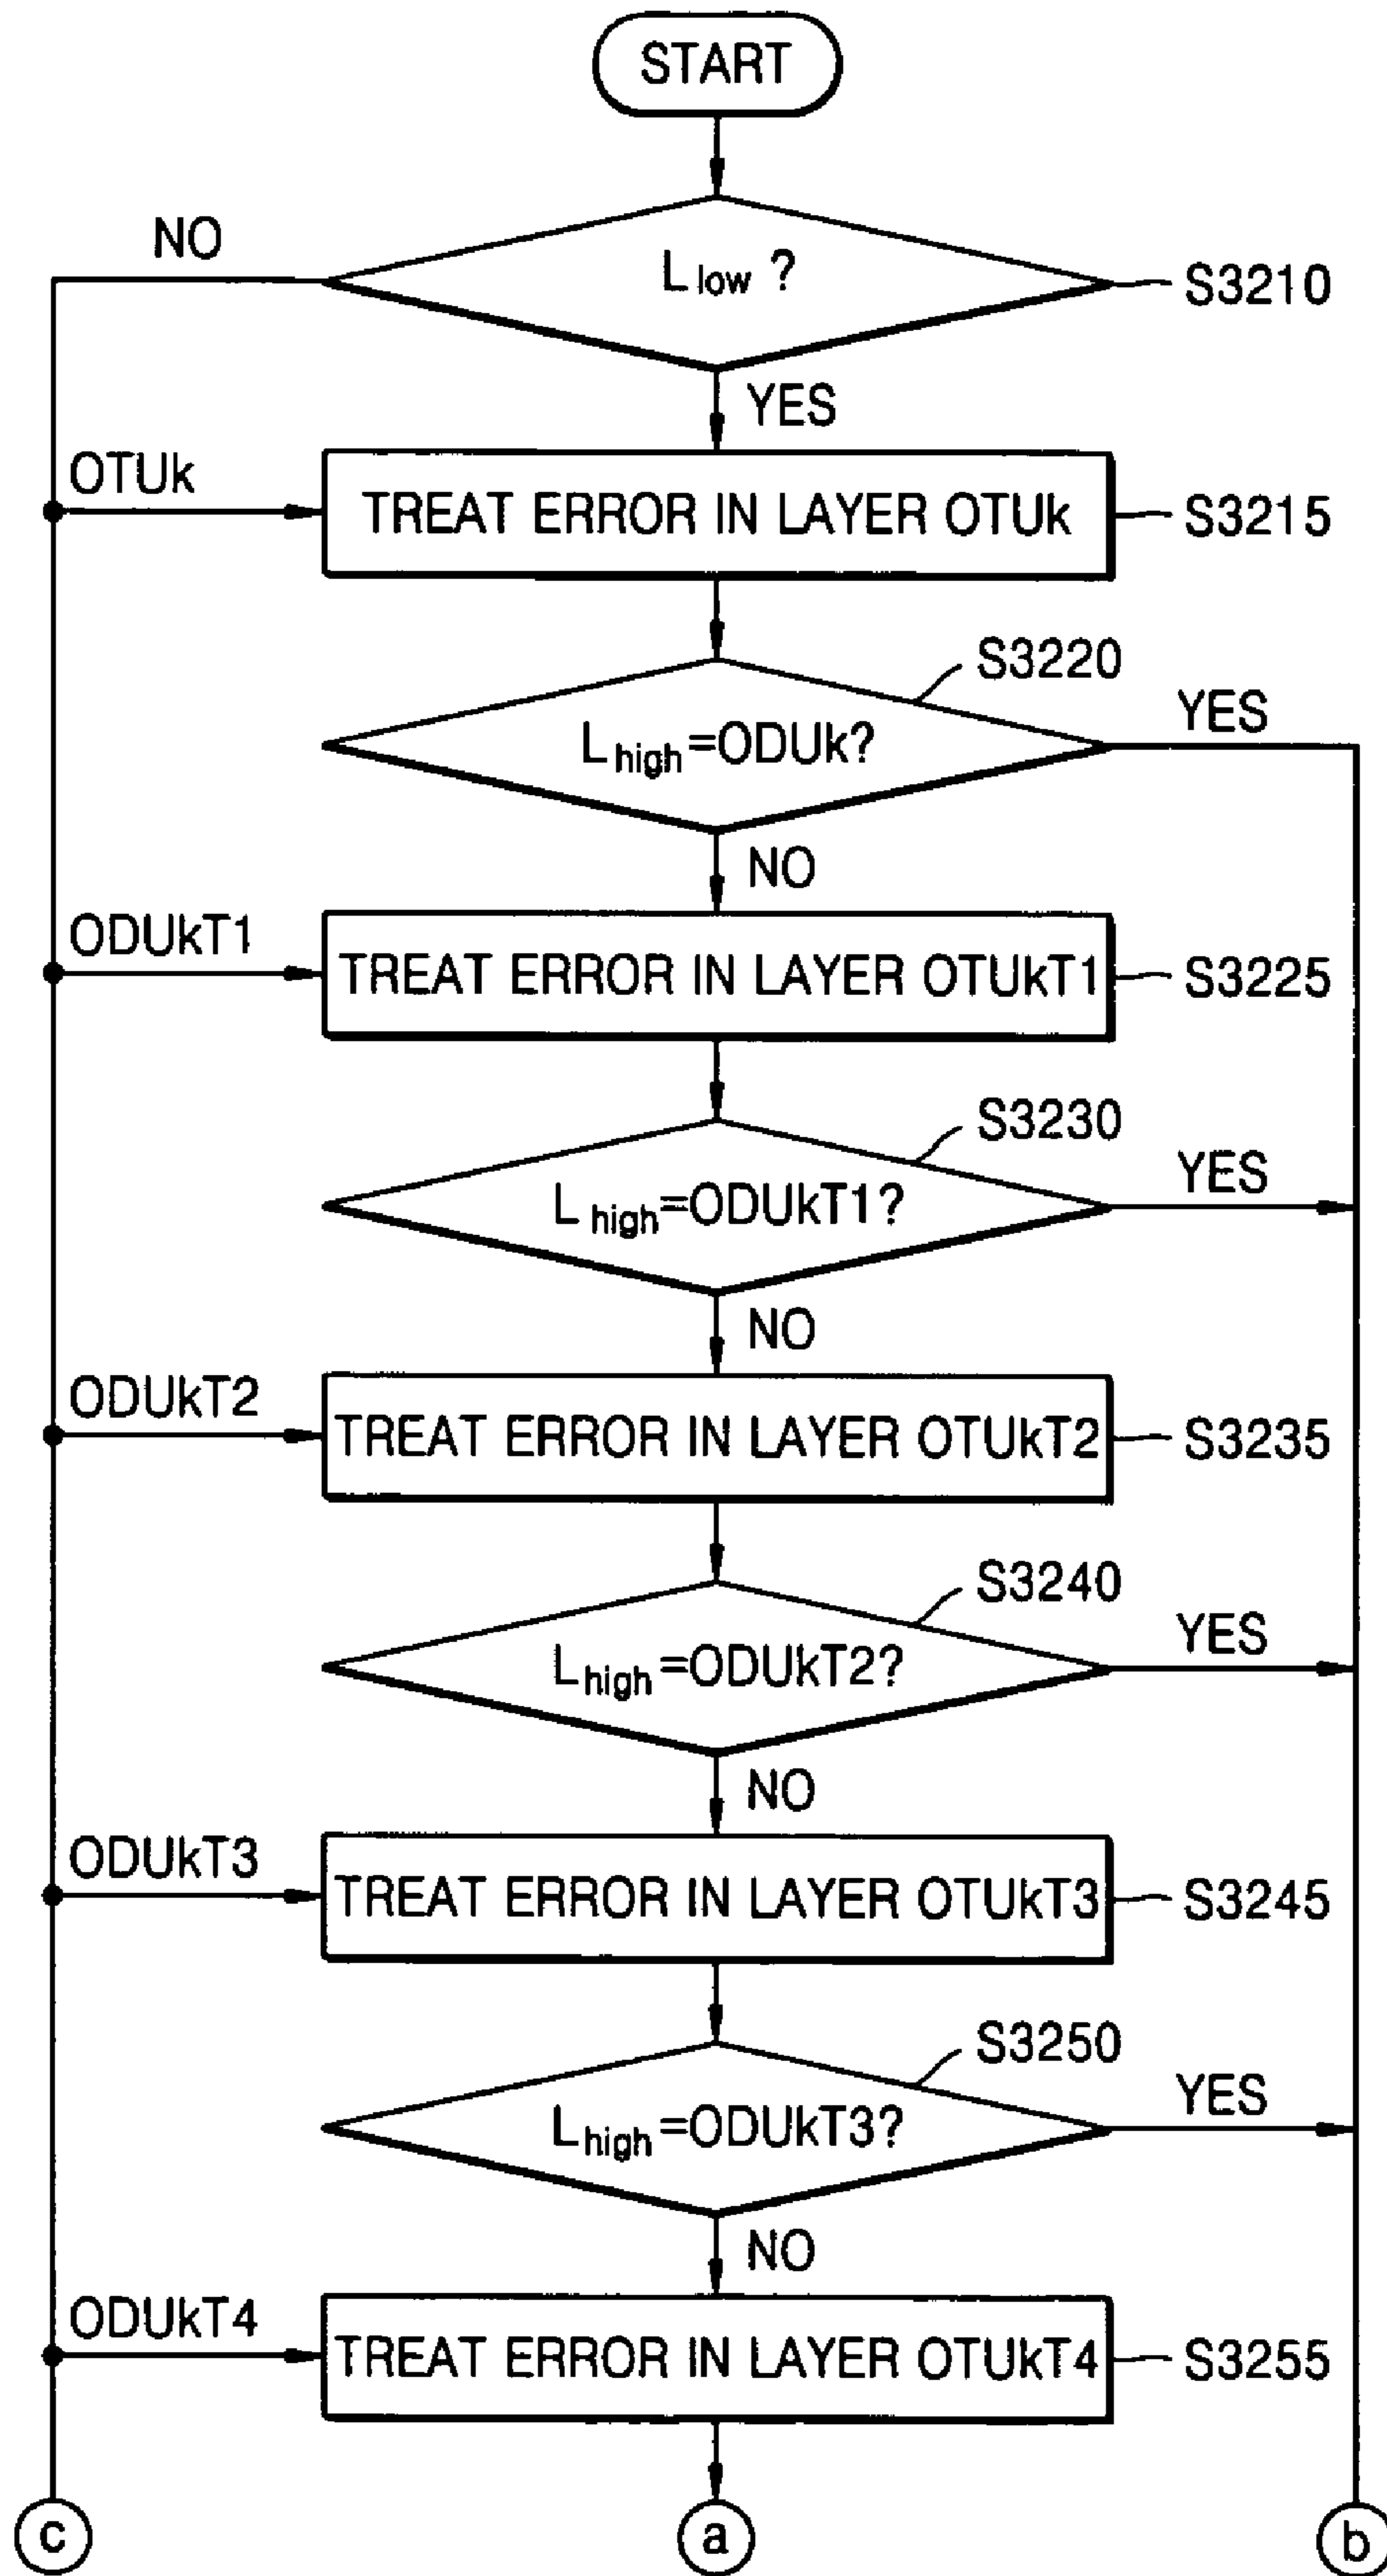 START
NO
L low ?
S3210
YES
OTUk
TREAT ERROR IN LAYER OTUk
S3215
S3220
L high=ODUk?
YES
NO
ODUkT1
TREAT ERROR IN LAYER OTUkT1
S3225
S3230
L high=ODUkT1?
YES
NO
ODUkT2
TREAT ERROR IN LAYER OTUkT2
S3235
S3240
L high=ODUkT2?
YES
NO
ODUkT3
TREAT ERROR IN LAYER OTUkT3
S3245
S3250
L high=ODUkT3?
YES
NO
ODUkT4
TREAT ERROR IN LAYER OTUkT4
S3255
c
a
b